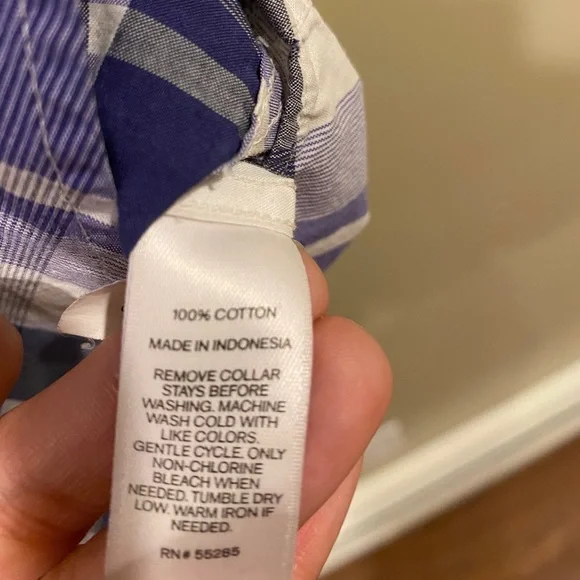 100% COTTON
MADE IN INDONESIA
REMOVE COLLAR
STAYS BEFORE
WASHING. MACHINE
WASH COLD WITH
LIKE COLORS.
GENTLE CYCLE. ONLY
NON-CHLORINE
BLEACH WHEN
NEEDED. TUMBLE DRY
LOW. WARM IRON IF
NEEDED.
RN# 55285